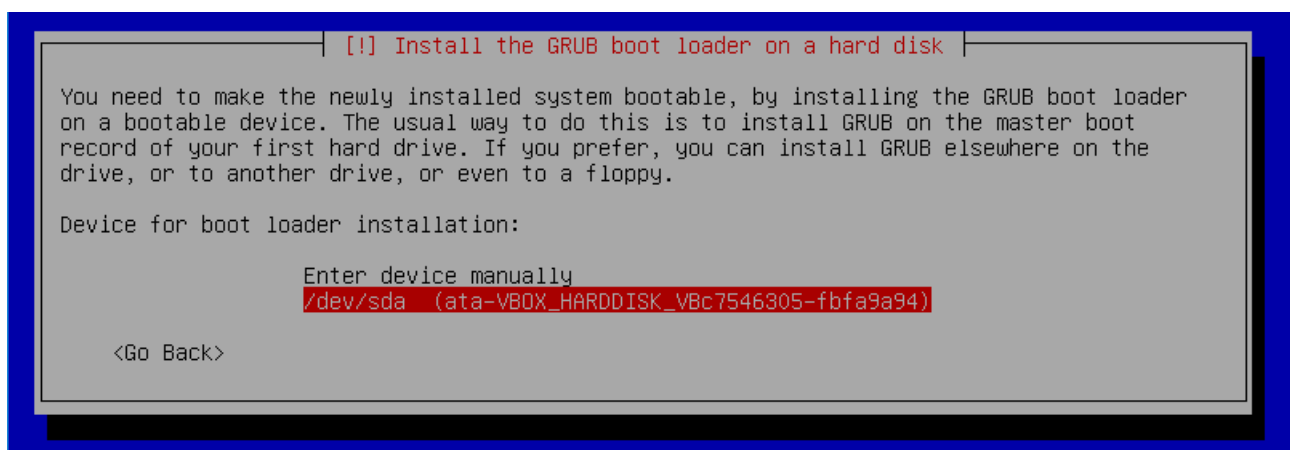 [!] Install the GRUB boot loader on a hard disk
You need to make the newly installed system bootable, by installing the GRUB boot loader
on a bootable device. The usual way to do this is to install GRUB on the master boot
record of your first hard drive. If you prefer, you can install GRUB elsewhere on the
drive, or to another drive, or even to a floppy.
Device for boot loader installation:
Enter device manually
/dev/sda (ata-VBOX_HARDDISK_VBc7546305-fbfa9a94)
<Go Back>